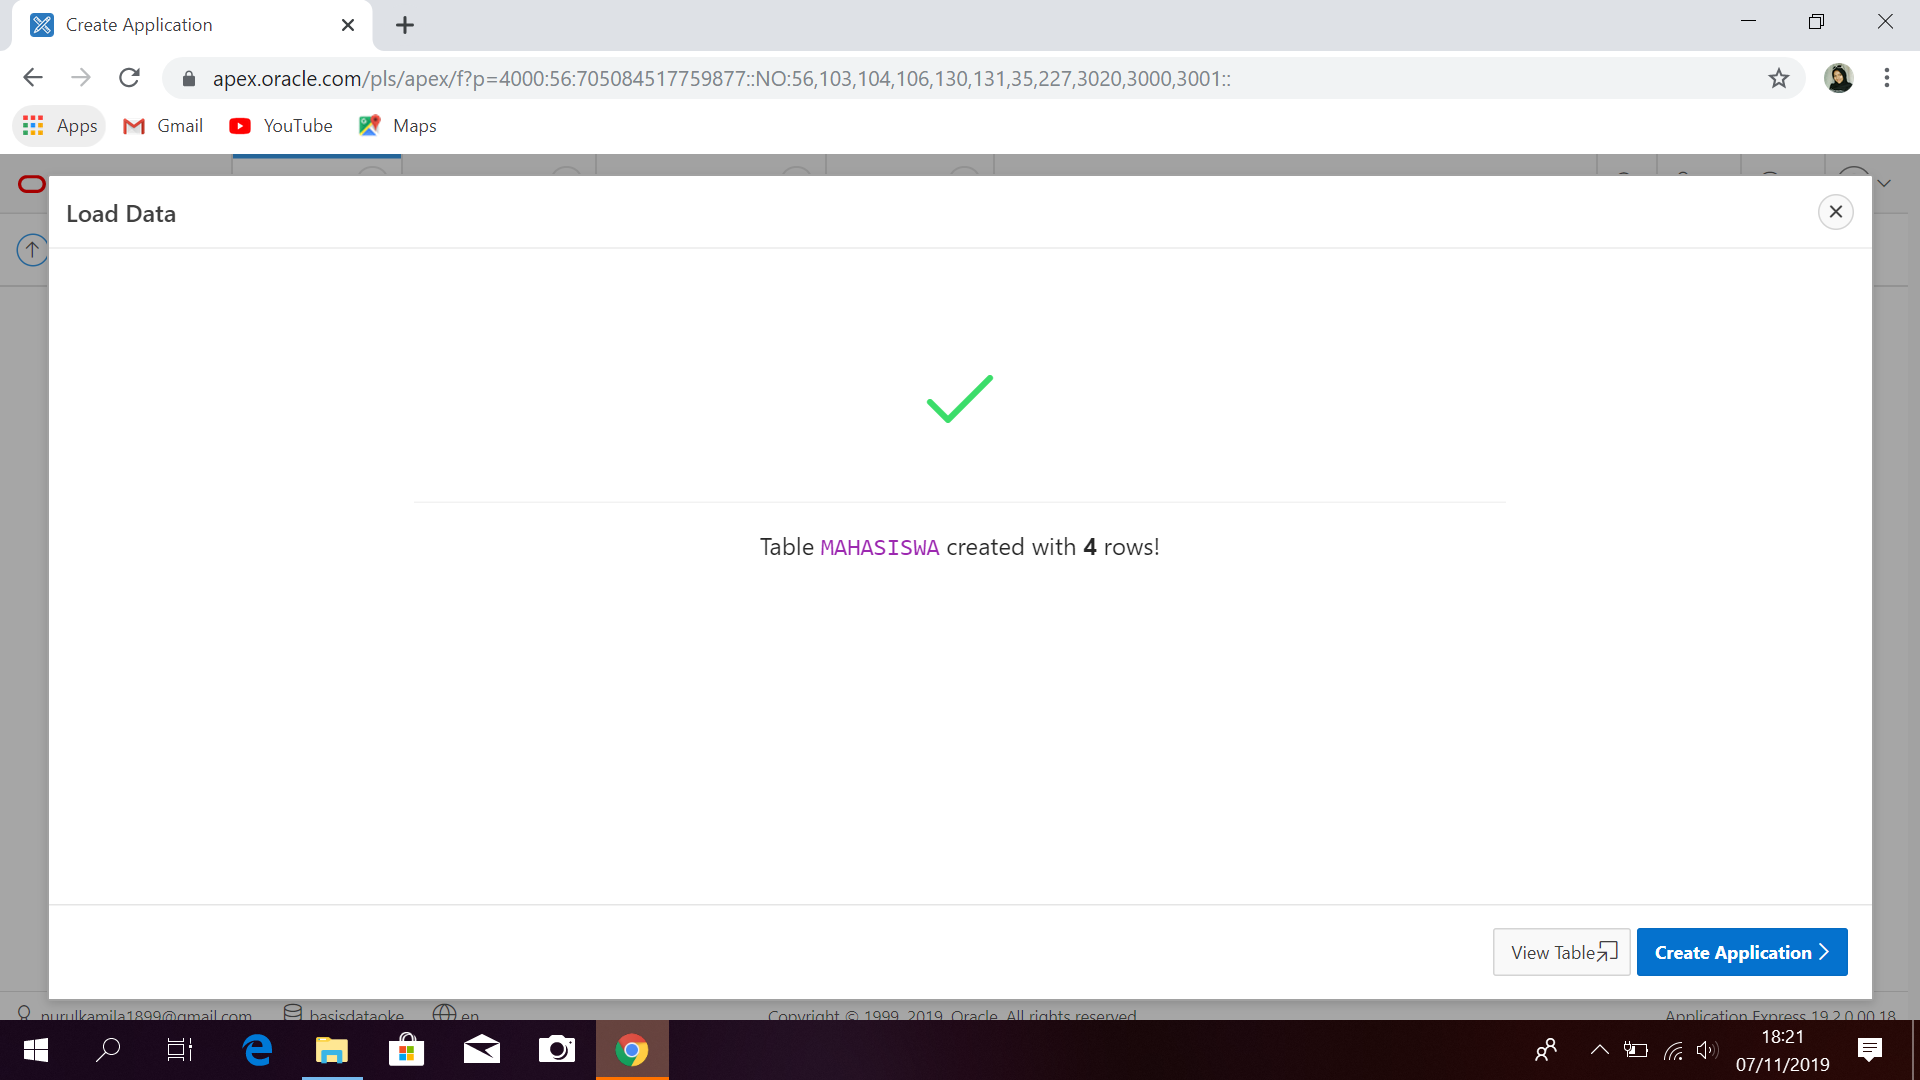 Create Application
apex.oracle.com/pls/apex/f?p=4000:56:705084517759877::NO:56,103,104,106,130,131,35,227,3020,3000,3001::
Apps Gmail YouTube Maps
Load Data
Table MAHASISWA created with 4 rows!
View Table Create Application
nurulkamila1899@gmail.com basisdataoke en Copyright © 1999, 2019, Oracle. All rights reserved. Application Express 19.2.0.00.18
18:21
07/11/2019